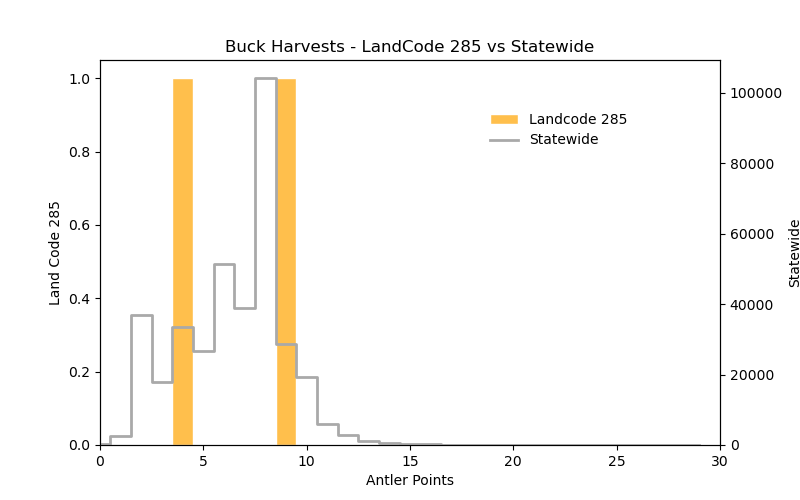 Buck Harvests - LandCode 285 vs Statewide
1.0
0.8
0.6
0.4
0.2
0.0
Land Code 285
100000
80000
60000
40000
20000
0
Statewide
Landcode 285
Statewide
0 5 10 15 20 25 30
Antler Points